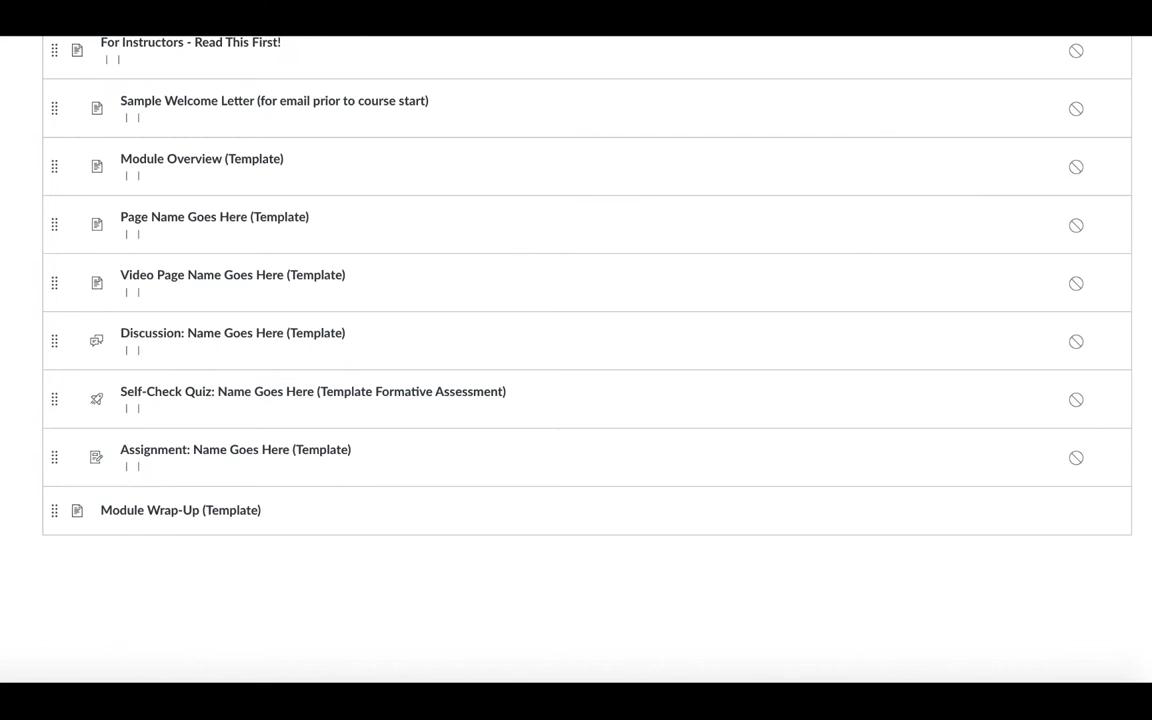 For Instructors - Read This First!
| |
Sample Welcome Letter (for email prior to course start)
| |
Module Overview (Template)
| |
Page Name Goes Here (Template)
| |
Video Page Name Goes Here (Template)
| |
Discussion: Name Goes Here (Template)
| |
Self-Check Quiz: Name Goes Here (Template Formative Assessment)
| |
Assignment: Name Goes Here (Template)
| |
Module Wrap-Up (Template)